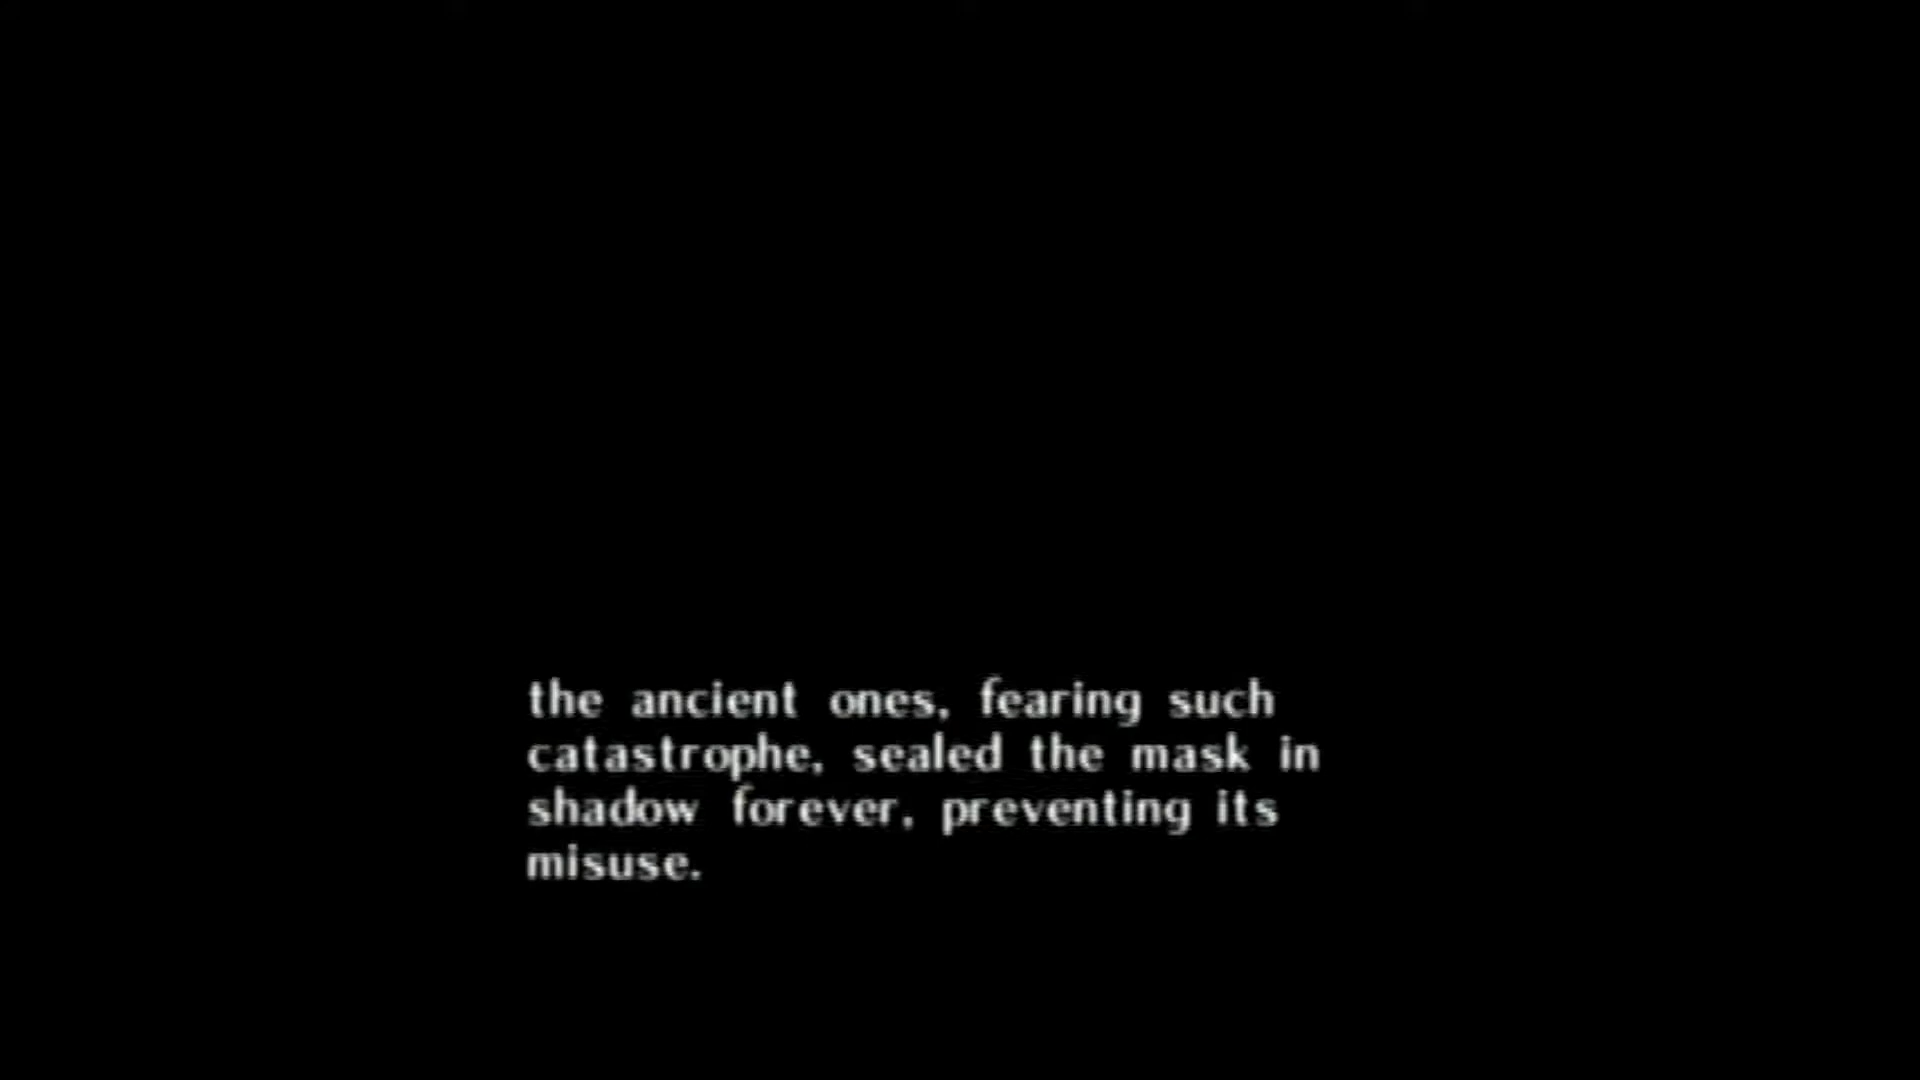 the ancient ones, fearing such
catastrophe, sealed the mask in
shadow forever, preventing its
misuse.